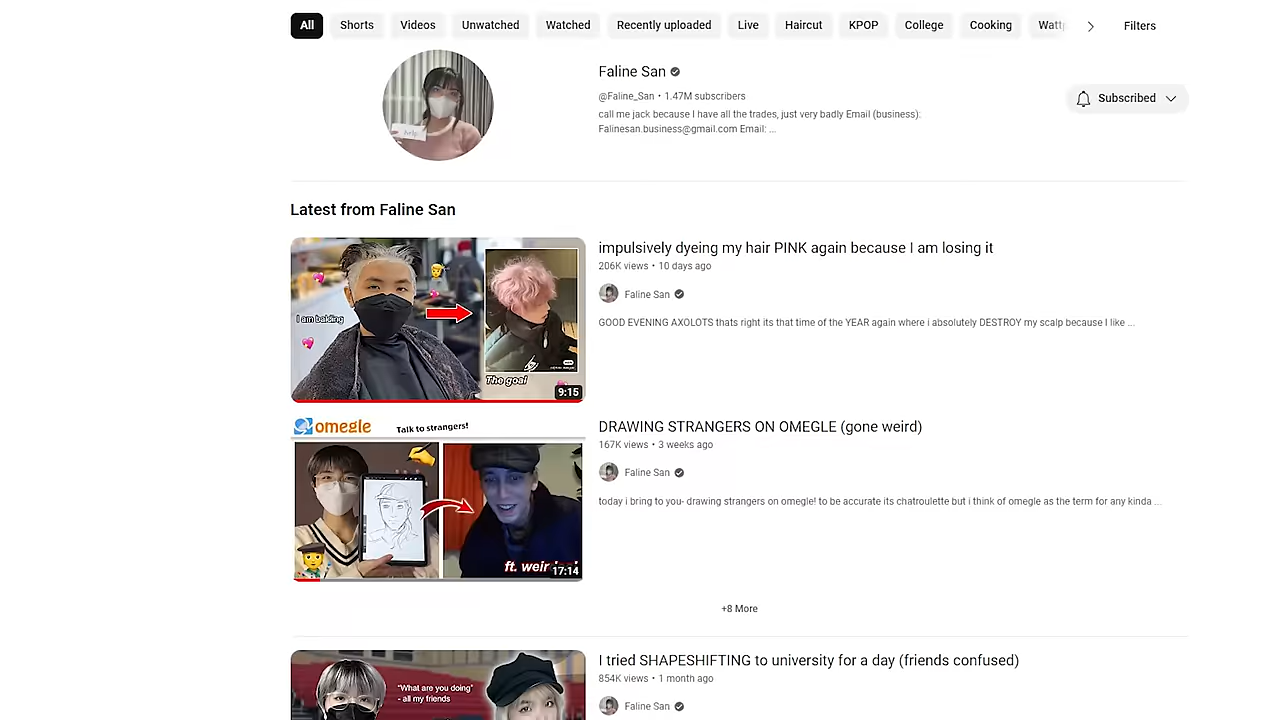 All Shorts Videos Unwatched Watched Recently uploaded Live Haircut KPOP College Cooking Filters
Faline San
@Faline_San • 1.47M subscribers
call me jack because I have all the trades, just very badly Email (business):
Falinesan.business@gmail.com Email: ...
Subscribed
help
Latest from Faline San
I am balding
The goal
9:15
impulsively dyeing my hair PINK again because I am losing it
206K views • 10 days ago
Faline San
GOOD EVENING AXOLOTS thats right its that time of the YEAR again where i absolutely DESTROY my scalp because I like ...
omegle Talk to strangers!
ft. weir
17:14
DRAWING STRANGERS ON OMEGLE (gone weird)
167K views • 3 weeks ago
Faline San
today i bring to you- drawing strangers on omegle! to be accurate its chatroulette but i think of omegle as the term for any kinda ...
+8 More
"What are you doing"
- all my friends
I tried SHAPESHIFTING to university for a day (friends confused)
854K views • 1 month ago
Faline San